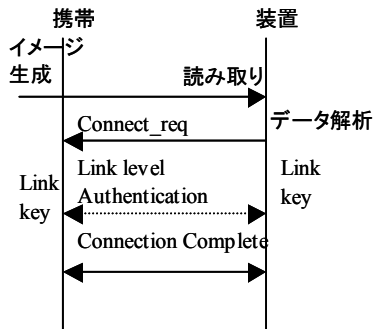 携帯
装置
イメージ
生成
読み取り
Connect_req
データ解析
Link level
Authentication
Link
key
Link
key
Connection Complete